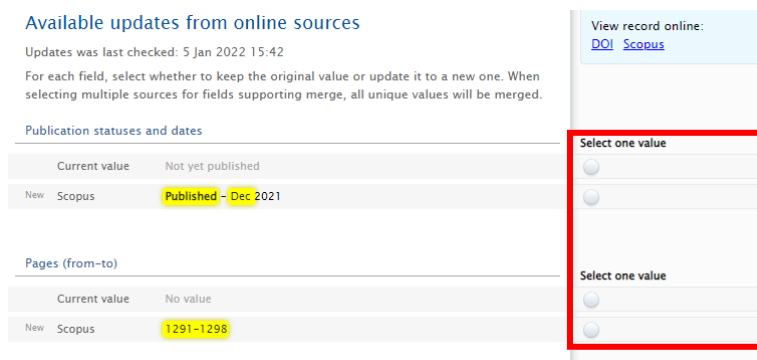 Available updates from online sources
Updates was last checked: 5 Jan 2022 15:42
For each field, select whether to keep the original value or update it to a new one. When
selecting multiple sources for fields supporting merge, all unique values will be merged.
View record online:
DOI Scopus
Publication statuses and dates
Select one value
Current value Not yet published
New Scopus Published - Dec 2021
Pages (from-to)
Select one value
Current value No value
New Scopus 1291-1298